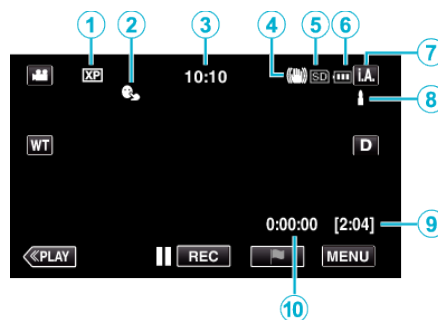 1 2 3 4 5 6 7
XP 10:10 SD i.A.
8
WT D
0:00:00 [2:04] 9
≪PLAY REC MENU
10